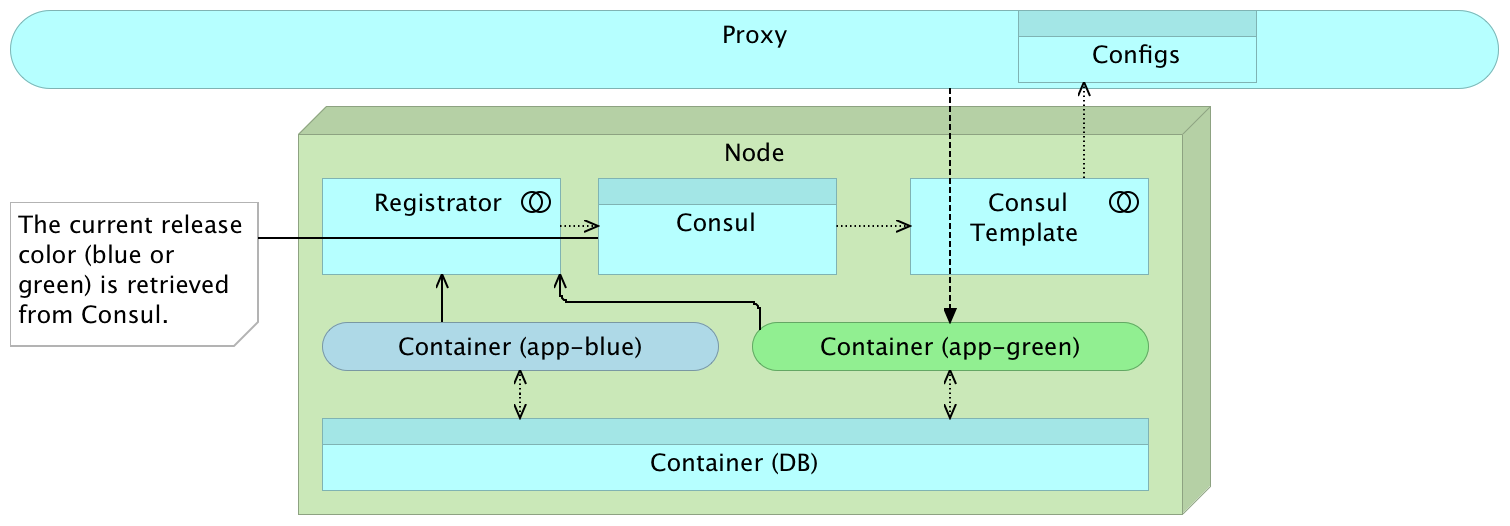 Proxy
Configs
Node
Registrator
Consul
Consul
Template
The current release
color (blue or
green) is retrieved
from Consul.
Container (app-blue)
Container (app-green)
Container (DB)